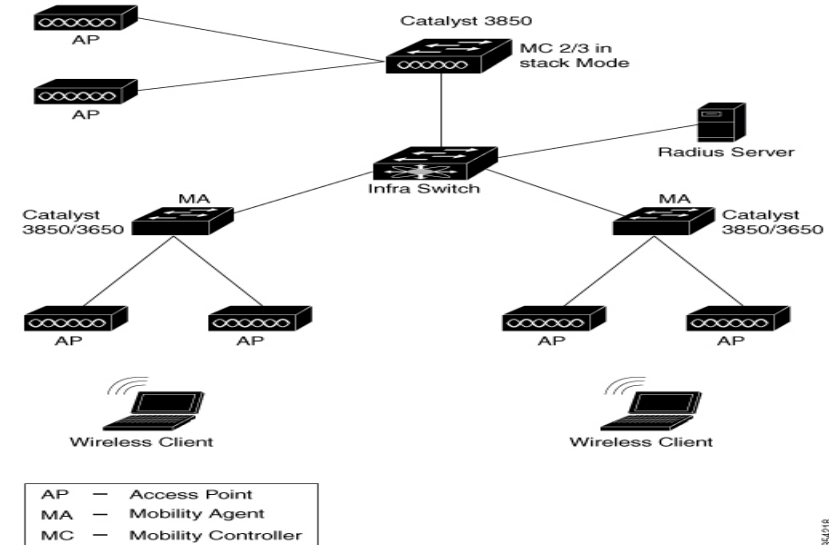 Catalyst 3850
AP
MC 2/3 in
stack Mode
AP
Radius Server
Infra Switch
MA
Catalyst
3850/3650
MA
Catalyst
3850/3650
AP
AP
AP
AP
Wireless Client
Wireless Client
AP – Access Point
MA – Mobility Agent
MC – Mobility Controller
354218